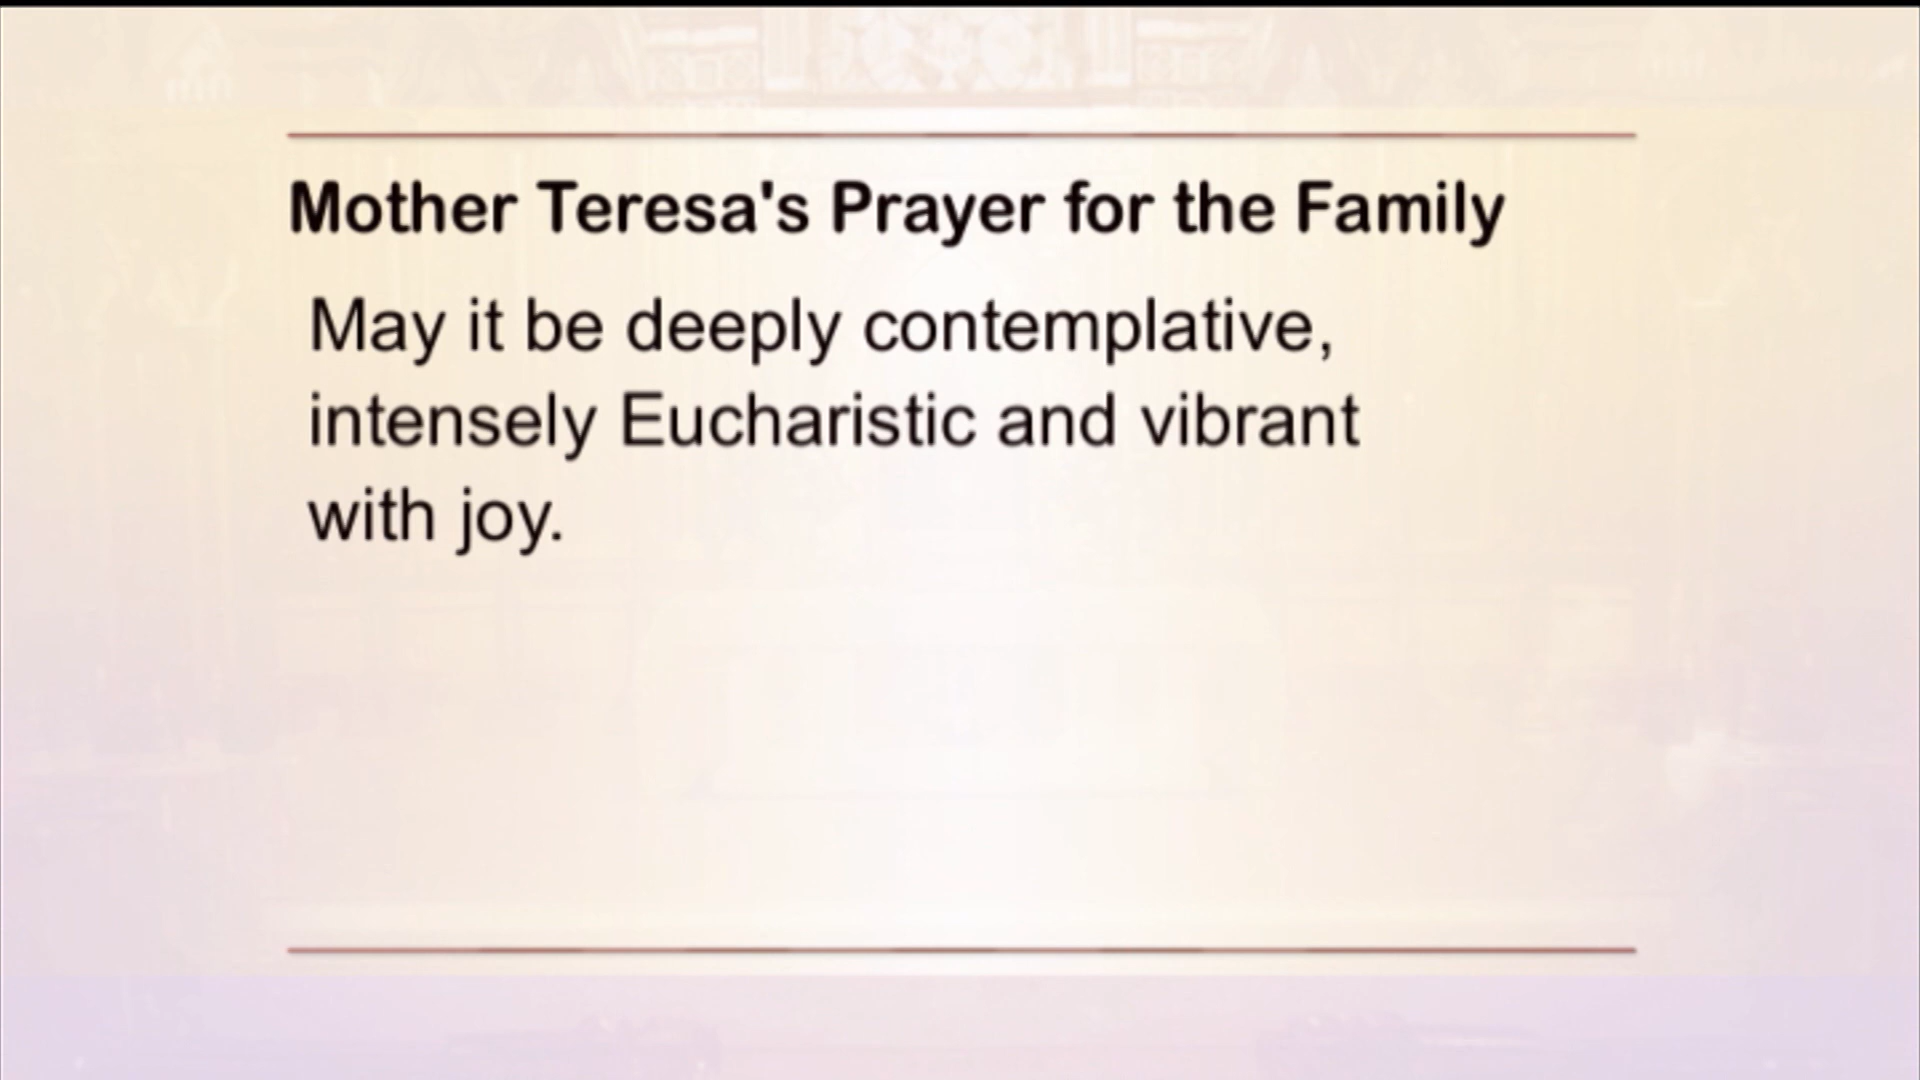 Mother Teresa's Prayer for the Family
May it be deeply contemplative,
intensely Eucharistic and vibrant
with joy.